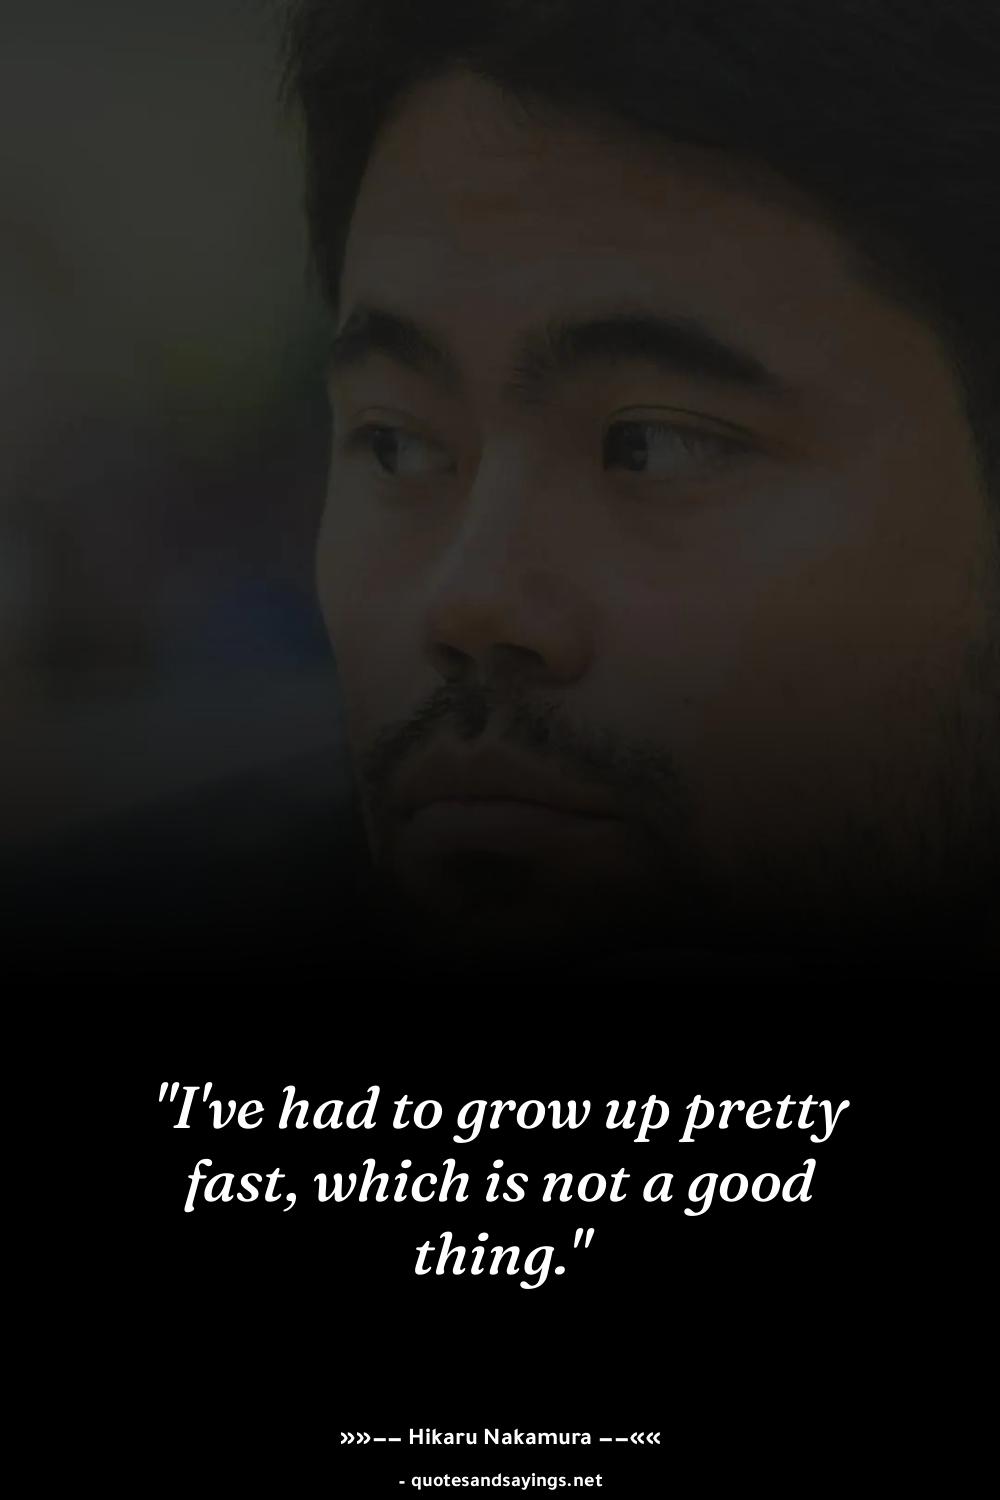 "I've had to grow up pretty
fast, which is not a good
thing."
»»−− Hikaru Nakamura −−««
- quotesandsayings.net